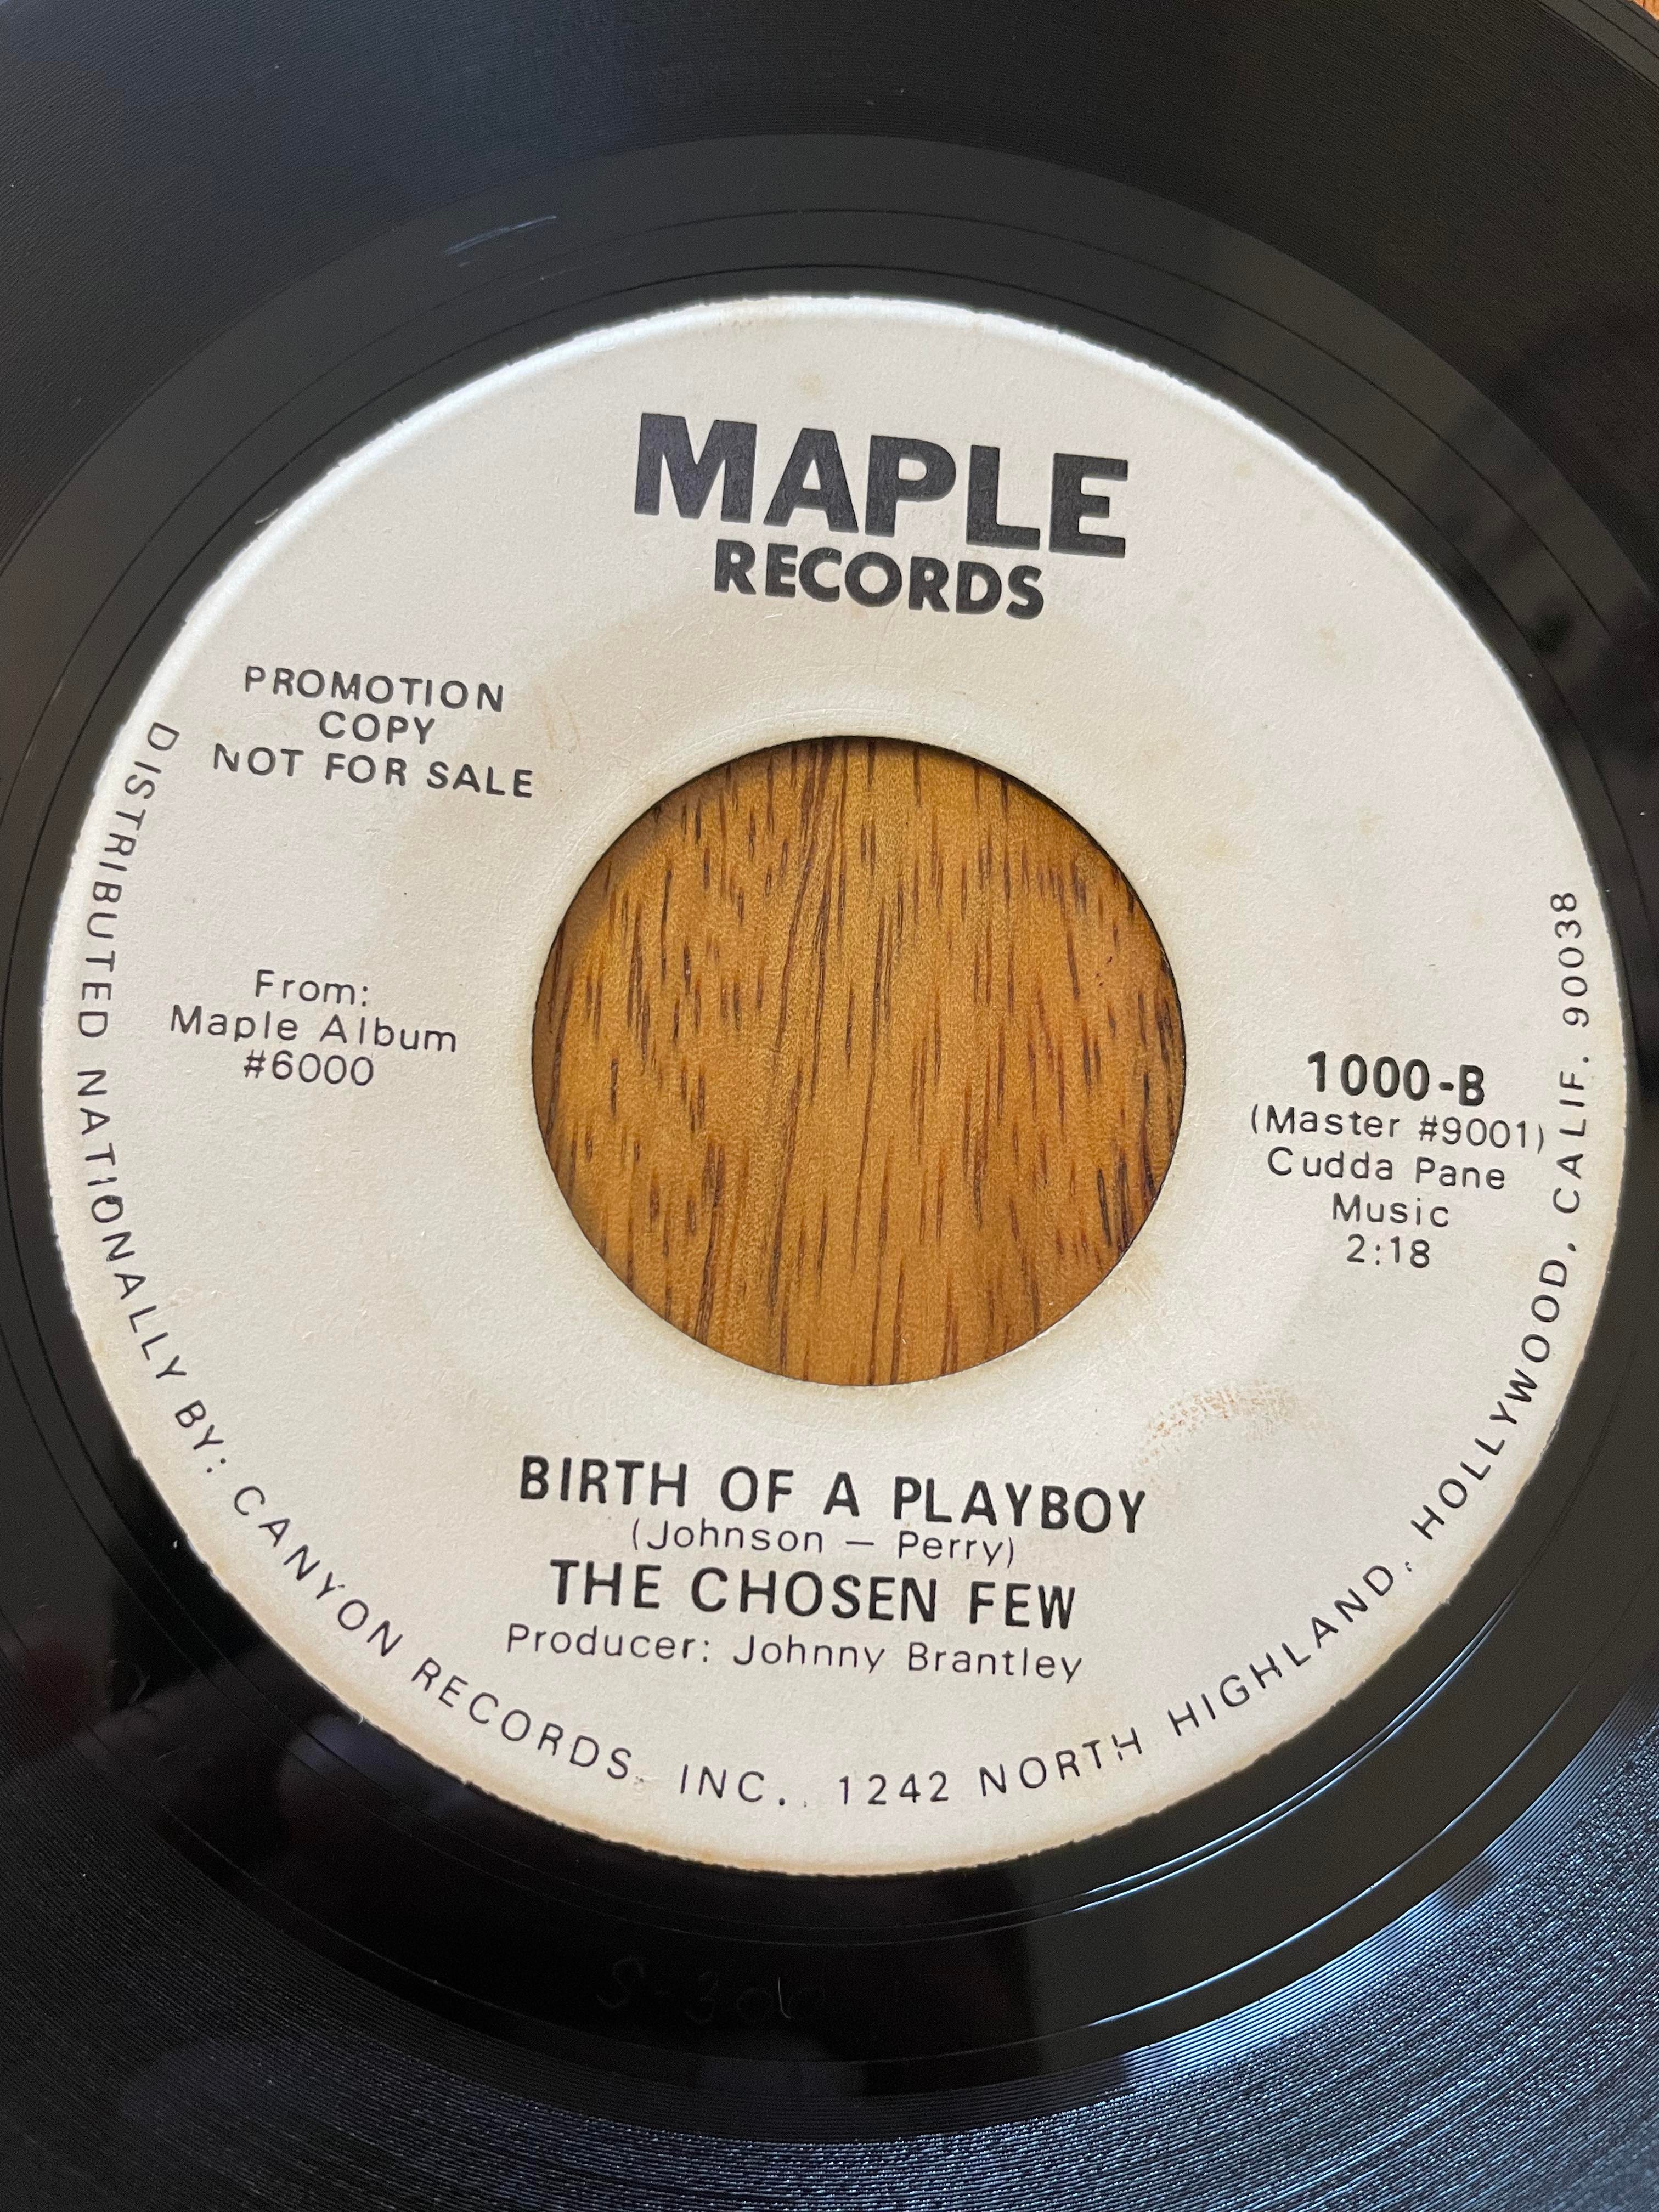 MAPLE
RECORDS
PROMOTION
COPY
NOT FOR SALE
From:
Maple Album
#6000
1000-B
(Master #9001)
Cudda Pane
Music
2:18
BIRTH OF A PLAYBOY
(Johnson — Perry)
THE CHOSEN FEW
Producer: Johnny Brantley
DISTRIBUTED NATIONALLY BY: CANYON RECORDS, INC., 1242 NORTH HIGHLAND, HOLLYWOOD, CALIF. 90038